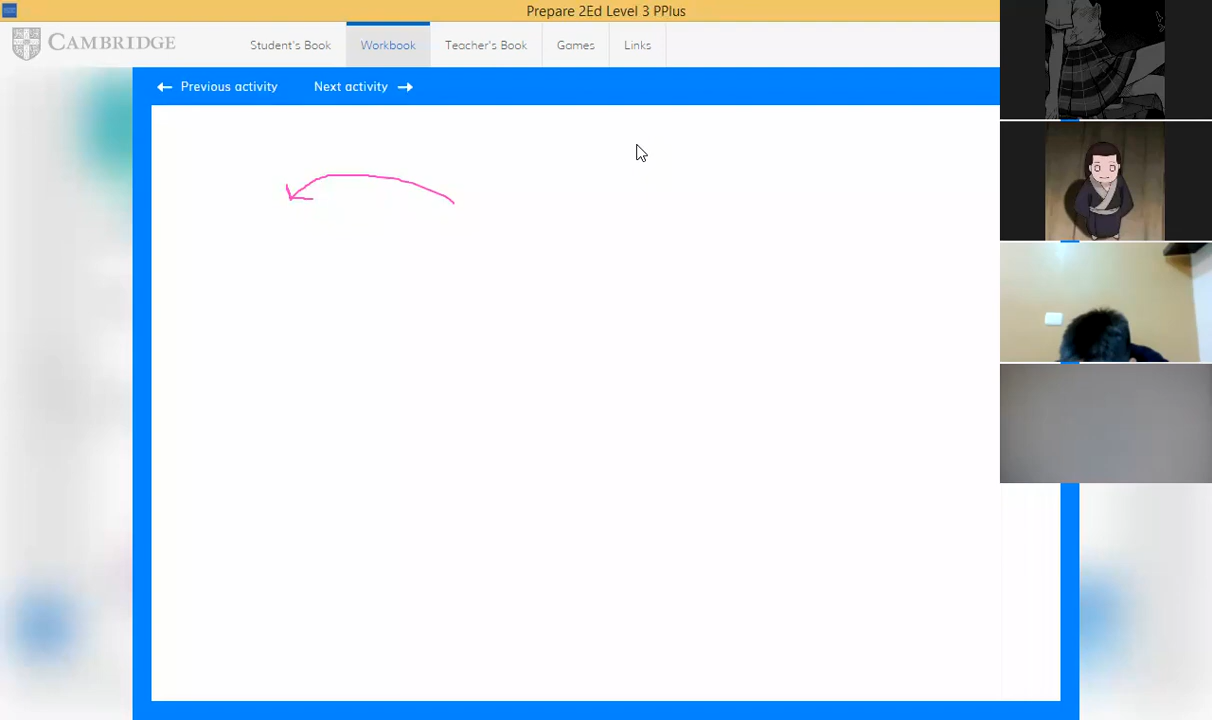 Prepare 2Ed Level 3 PPlus
CAMBRIDGE
Student's Book
Workbook
Teacher's Book
Games
Links
Previous activity
Next activity